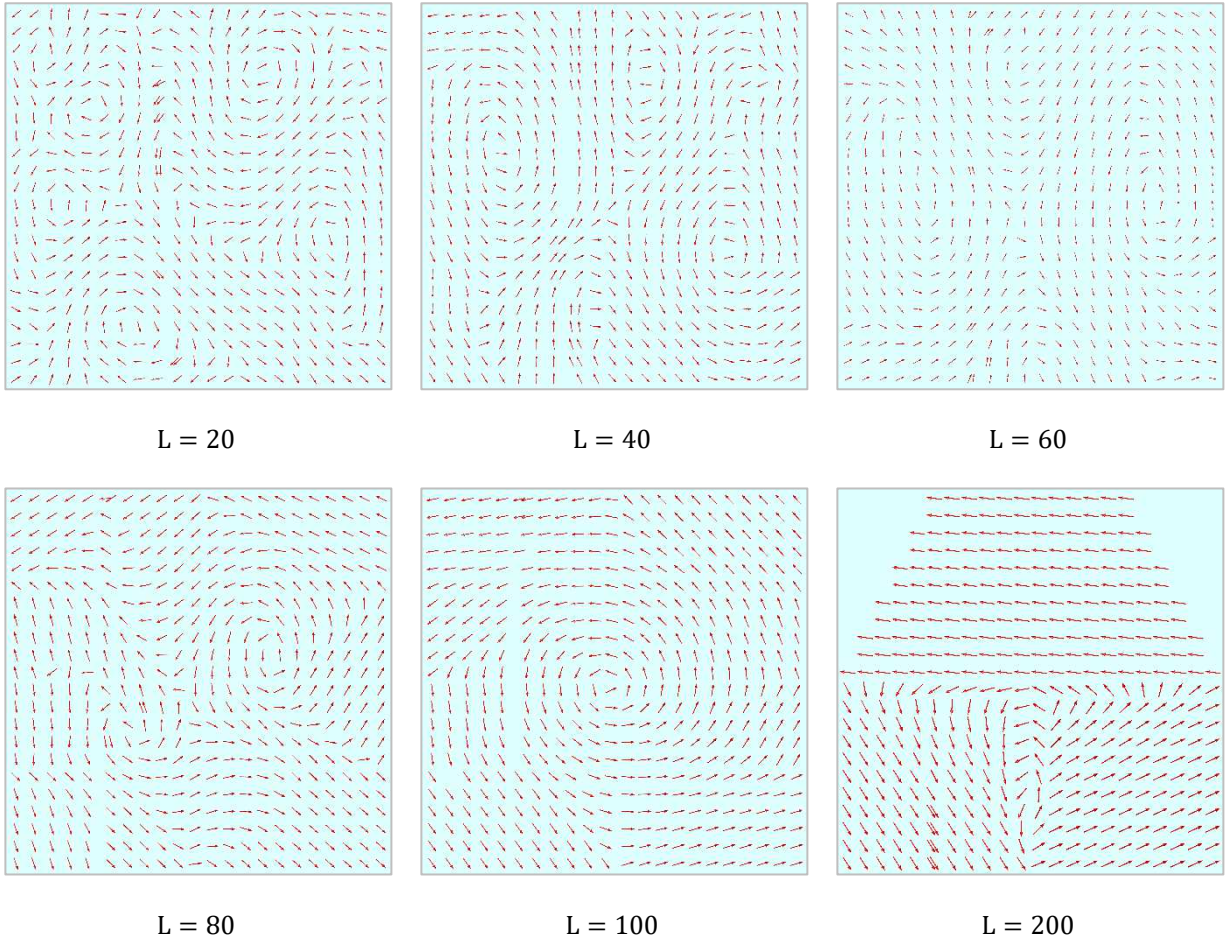 L = 20
L = 40
L = 60
L = 80
L = 100
L = 200